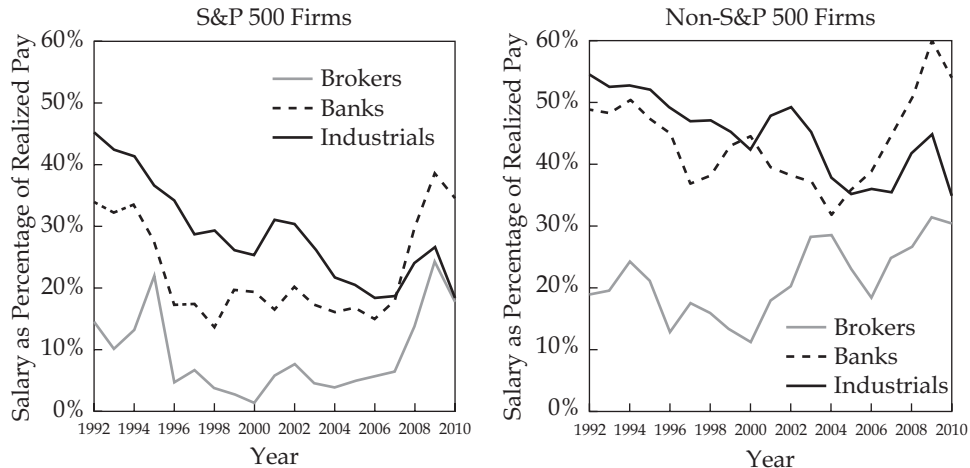 S&P 500 Firms
Salary as Percentage of Realized Pay
60%
50%
40%
30%
20%
10%
0%
Brokers
Banks
Industrials
1992 1994 1996 1998 2000 2002 2004 2006 2008 2010
Year
Non-S&P 500 Firms
Salary as Percentage of Realized Pay
60%
50%
40%
30%
20%
10%
0%
Brokers
Banks
Industrials
1992 1994 1996 1998 2000 2002 2004 2006 2008 2010
Year